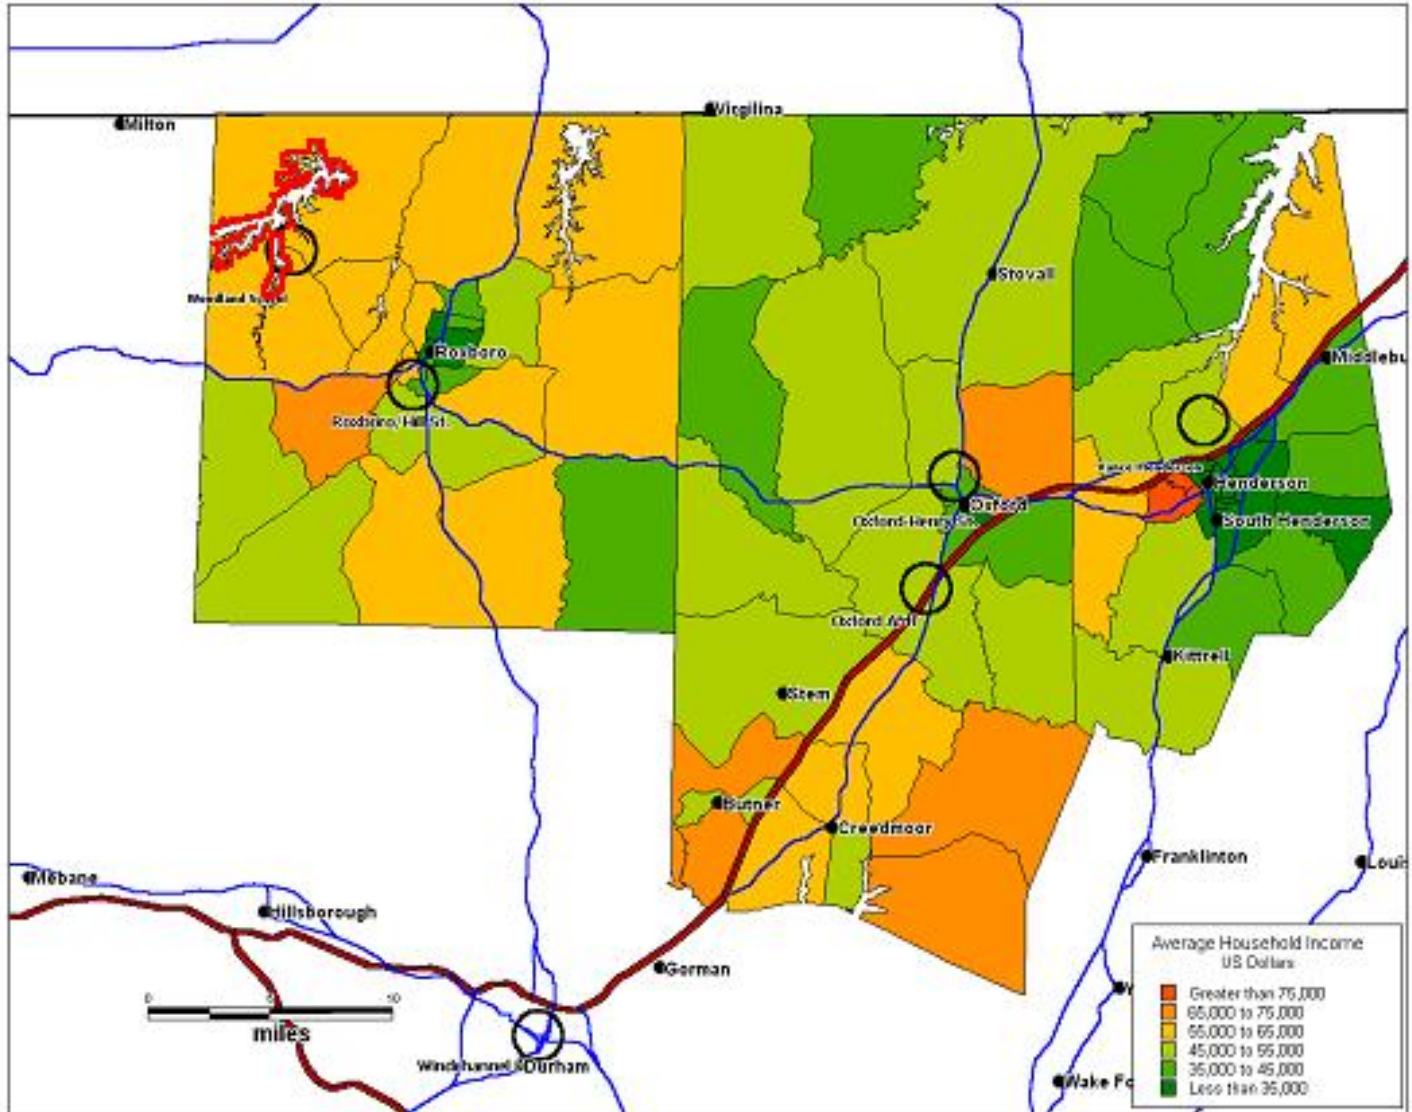 Virgilina
Milton
Stovall
Roxboro
Middlebu
Roxboro/Hill St.
Henderson
Oxford
Oxford-Henry St.
South Henderson
Kittrell
Stem
Butner
Creedmoor
Franklinton
Louis
Mebane
Hillsborough
Gorman
0 5 10
miles
Durham
W
Wake Fo
Average Household Income
US Dollars
Greater than 75,000
65,000 to 75,000
55,000 to 65,000
45,000 to 55,000
35,000 to 45,000
Less than 35,000